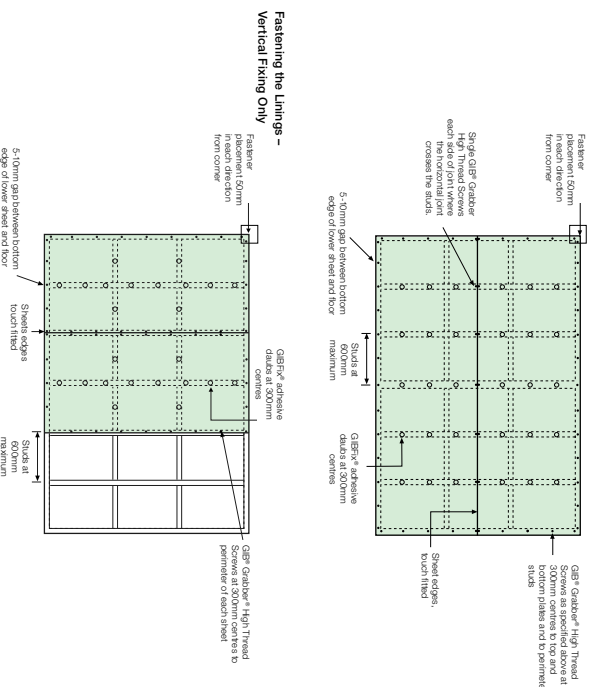 Fastener
placement 50mm
in each direction
from corner
Single GIB® Grabber
High Thread Screws
each side of joint where
the horizontal joint
crosses the studs.
5-10mm gap between bottom
edge of lower sheet and floor
Studs at
600mm
maximum
GIBFix® adhesive
daubs at 300mm
centres
Sheet edges,
touch fitted
GIB® Grabber® High Thread
Screws as specified above at
300mm centres to top and
bottom plates and to perimete
studs
Fastening the Linings –
Vertical Fixing Only
Fastener
placement 50mm
in each direction
from corner
5-10mm gap between bottom
edge of lower sheet and floor
Sheets edges
touch fitted
GIBFix® adhesive
daubs at 300mm
centres
Studs at
600mm
maximum
GIB® Grabber® High Thread
Screws at 300mm centres to
perimeter of each sheet